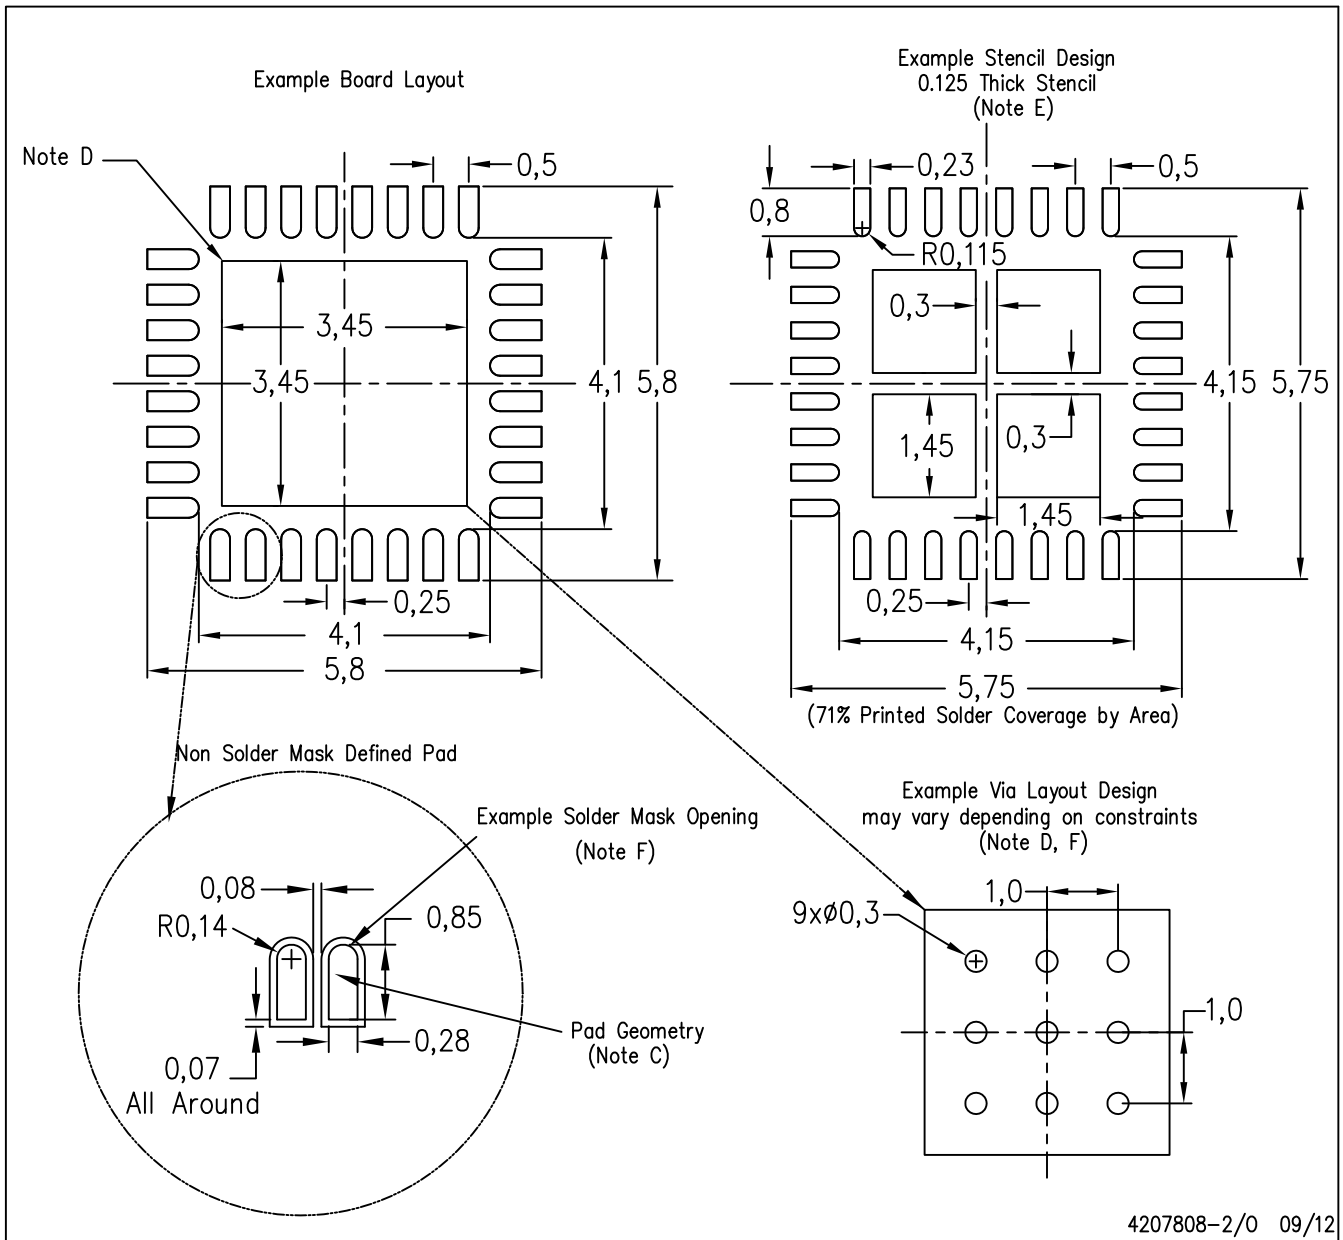 Example Board Layout
Note D
0,5
3,45
3,45
4,1
5,8
0,25
4,1
5,8
Example Stencil Design
0.125 Thick Stencil
(Note E)
0,23
0,5
0,8
R0,115
0,3
4,15
5,75
1,45
0,3
1,45
0,25
4,15
5,75
(71% Printed Solder Coverage by Area)
Non Solder Mask Defined Pad
Example Solder Mask Opening
(Note F)
0,08
R0,14
0,85
0,28
Pad Geometry
(Note C)
0,07
All Around
Example Via Layout Design
may vary depending on constraints
(Note D, F)
1,0
9xø0,3
1,0
4207808-2/O 09/12